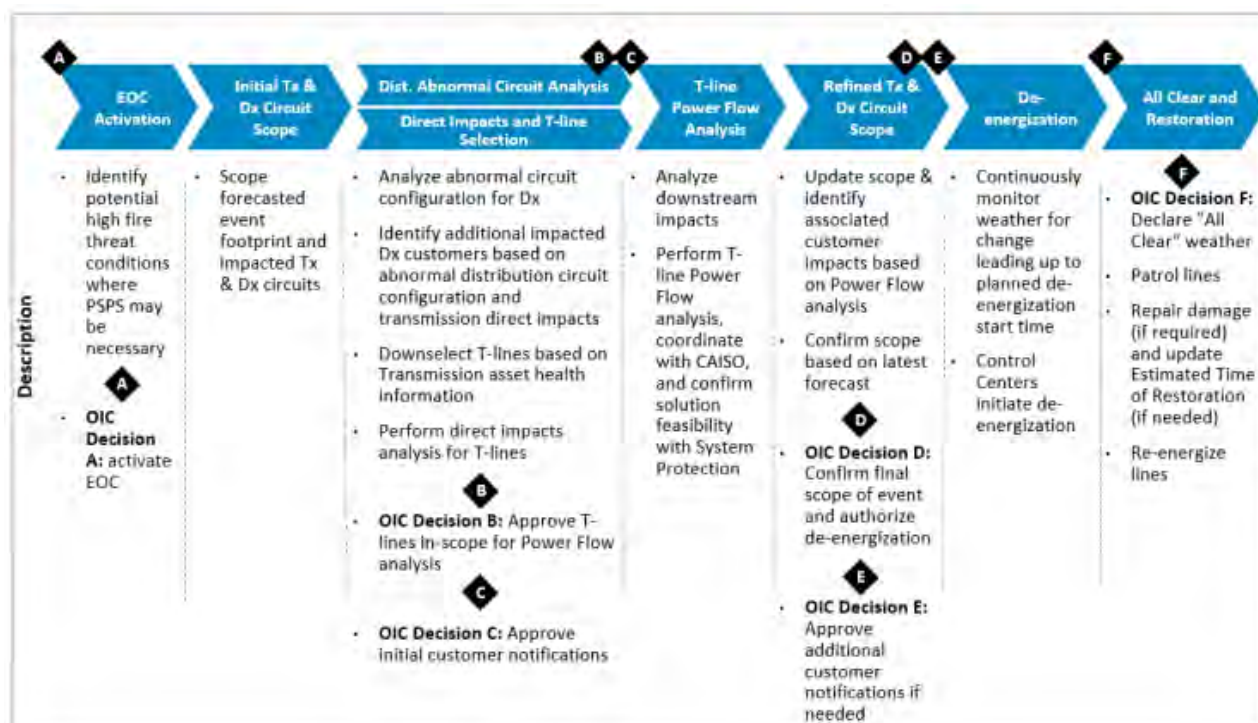 A
B
C
D
E
F
EOC
Activation
Initial Tx &
Dx Circuit
Scope
Dist. Abnormal Circuit Analysis
Direct Impacts and T-line
Selection
T-line
Power Flow
Analysis
Refined Tx &
Dx Circuit
Scope
De-
energization
All Clear and
Restoration
Description
· Identify
potential
high fire
threat
conditions
where
PSPS may
be
necessary
A
· OIC
Decision
A: activate
EOC
· Scope
forecasted
event
footprint and
impacted Tx
& Dx circuits
· Analyze abnormal circuit
configuration for Dx
· Identify additional impacted
Dx customers based on
abnormal distribution circuit
configuration and
transmission direct impacts
· Downselect T-lines based on
Transmission asset health
information
· Perform direct impacts
analysis for T-lines
B
· OIC Decision B: Approve T-
lines in-scope for Power Flow
analysis
C
· OIC Decision C: Approve
initial customer notifications
· Analyze
downstream
impacts
· Perform T-
line Power
Flow
analysis,
coordinate
with CAISO,
and confirm
solution
feasibility
with System
Protection
· Update scope &
identify
associated
customer
impacts based
on Power Flow
analysis
· Confirm scope
based on latest
forecast
D
· OIC Decision D:
Confirm final
scope of event
and authorize
de-energization
E
· OIC Decision E:
Approve
additional
customer
notifications if
needed
· Continuously
monitor
weather for
change
leading up to
planned de-
energization
start time
· Control
Centers
initiate de-
energization
F
· OIC Decision F:
Declare "All
Clear" weather
· Patrol lines
· Repair damage
(if required)
and update
Estimated Time
of Restoration
(if needed)
· Re-energize
lines